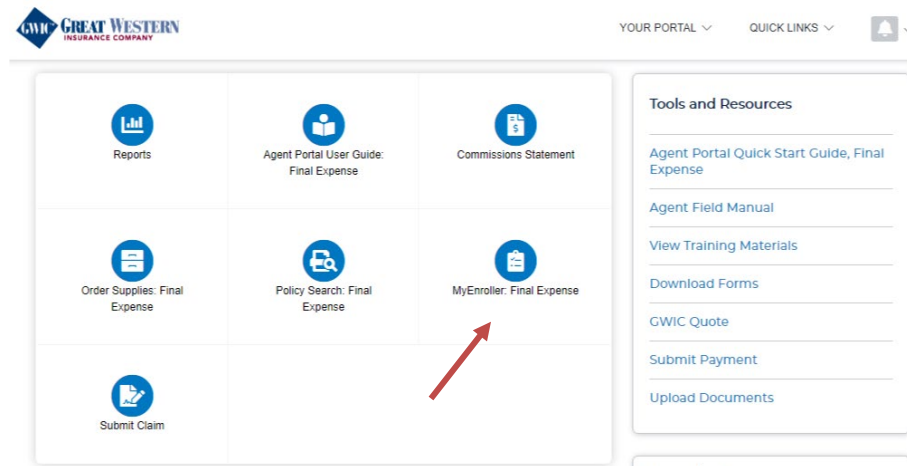 GWIC GREAT WESTERN
INSURANCE COMPANY
YOUR PORTAL
QUICK LINKS
Reports
Agent Portal User Guide:
Final Expense
Commissions Statement
Order Supplies: Final
Expense
Policy Search: Final
Expense
MyEnroller: Final Expense
Submit Claim
Tools and Resources
Agent Portal Quick Start Guide, Final
Expense
Agent Field Manual
View Training Materials
Download Forms
GWIC Quote
Submit Payment
Upload Documents